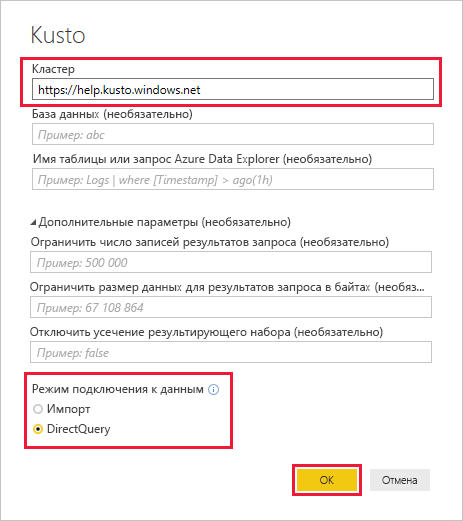 Kusto
Кластер
https://help.kusto.windows.net
База данных (необязательно)
Пример: abc
Имя таблицы или запрос Azure Data Explorer (необязательно)
Пример: Logs | where [Timestamp] > ago(1h)
Дополнительные параметры (необязательно)
Ограничить число записей результатов запроса (необязательно)
Пример: 500 000
Ограничить размер данных для результатов запроса в байтах (необяз...
Пример: 67 108 864
Отключить усечение результирующего набора (необязательно)
Пример: false
Режим подключения к данным
Импорт
DirectQuery
ОК Отмена